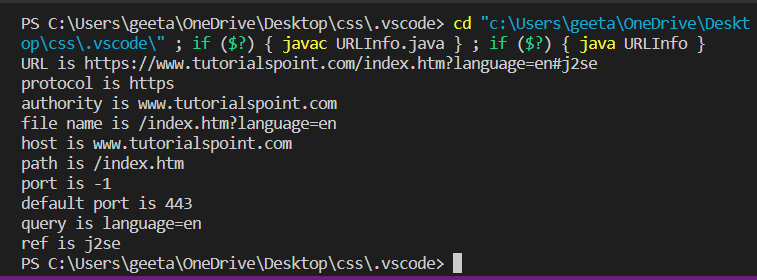 PS C:\Users\geeta\OneDrive\Desktop\css\.vscode> cd "c:\Users\geeta\OneDrive\Deskt
op\css\.vscode\" ; if ($?) { javac URLInfo.java } ; if ($?) { java URLInfo }
URL is https://www.tutorialspoint.com/index.htm?language=en#j2se
protocol is https
authority is www.tutorialspoint.com
file name is /index.htm?language=en
host is www.tutorialspoint.com
path is /index.htm
port is -1
default port is 443
query is language=en
ref is j2se
PS C:\Users\geeta\OneDrive\Desktop\css\.vscode>